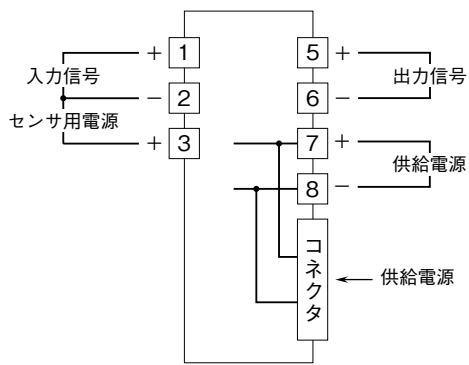 + 1
入力信号
− 2
センサ用電源
+ 3
5 +
出力信号
6 −
7 +
供給電源
8 −
コネクタ
供給電源